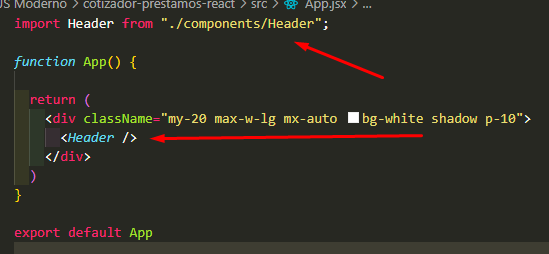 JS Moderno > cotizador-prestamos-react > src > App.jsx > ...
import Header from "./components/Header";
function App() {
return (
<div className="my-20 max-w-lg mx-auto bg-white shadow p-10">
<Header />
</div>
)
}
export default App